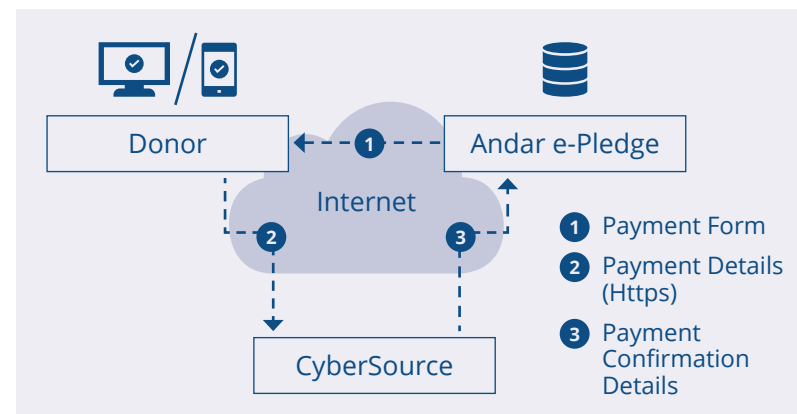 Donor
1
Andar e-Pledge
Internet
2
3
CyberSource
1 Payment Form
2 Payment Details
(Https)
3 Payment
Confirmation
Details